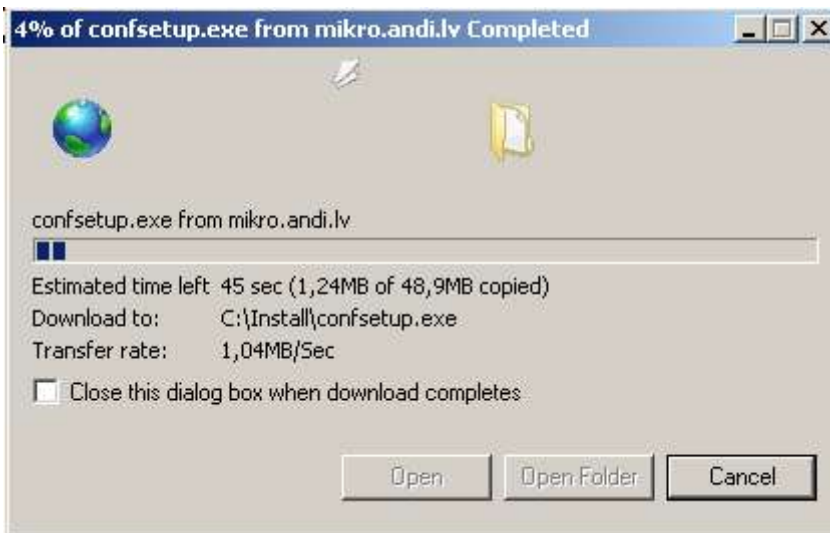 4% of confsetup.exe from mikro.andi.lv Completed
confsetup.exe from mikro.andi.lv
Estimated time left 45 sec (1,24MB of 48,9MB copied)
Download to: C:\Install\confsetup.exe
Transfer rate: 1,04MB/Sec
Close this dialog box when download completes
Open Open Folder Cancel